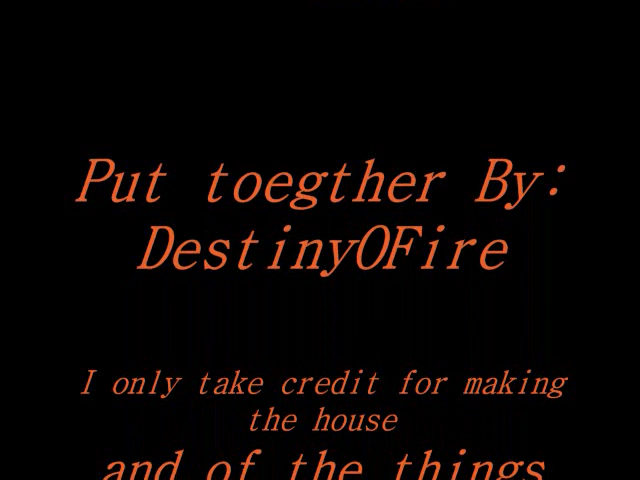 Put toegther By:
DestinyOFire
I only take credit for making
the house
and of the things